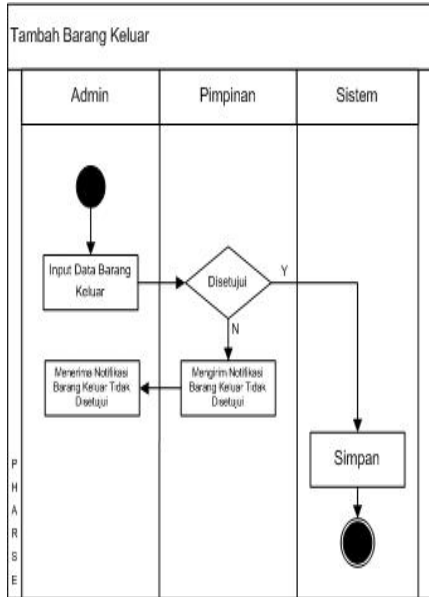 Tambah Barang Keluar
Admin
Pimpinan
Sistem
Input Data Barang
Keluar
Disetujui
Y
N
Menerima Notifikasi
Barang Keluar Tidak
Disetujui
Mengirim Notifikasi
Barang Keluar Tidak
Disetujui
Simpan
P
H
A
R
S
E